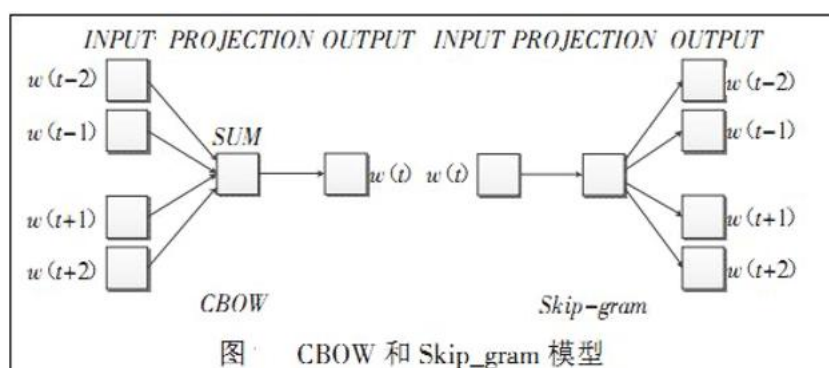 INPUT PROJECTION OUTPUT INPUT PROJECTION OUTPUT
w(t-2)
w(t-1)
SUM
w(t)
w(t+1)
w(t+2)
CBOW
w(t)
w(t-2)
w(t-1)
w(t+1)
w(t+2)
Skip-gram
图 CBOW 和 Skip_gram 模型